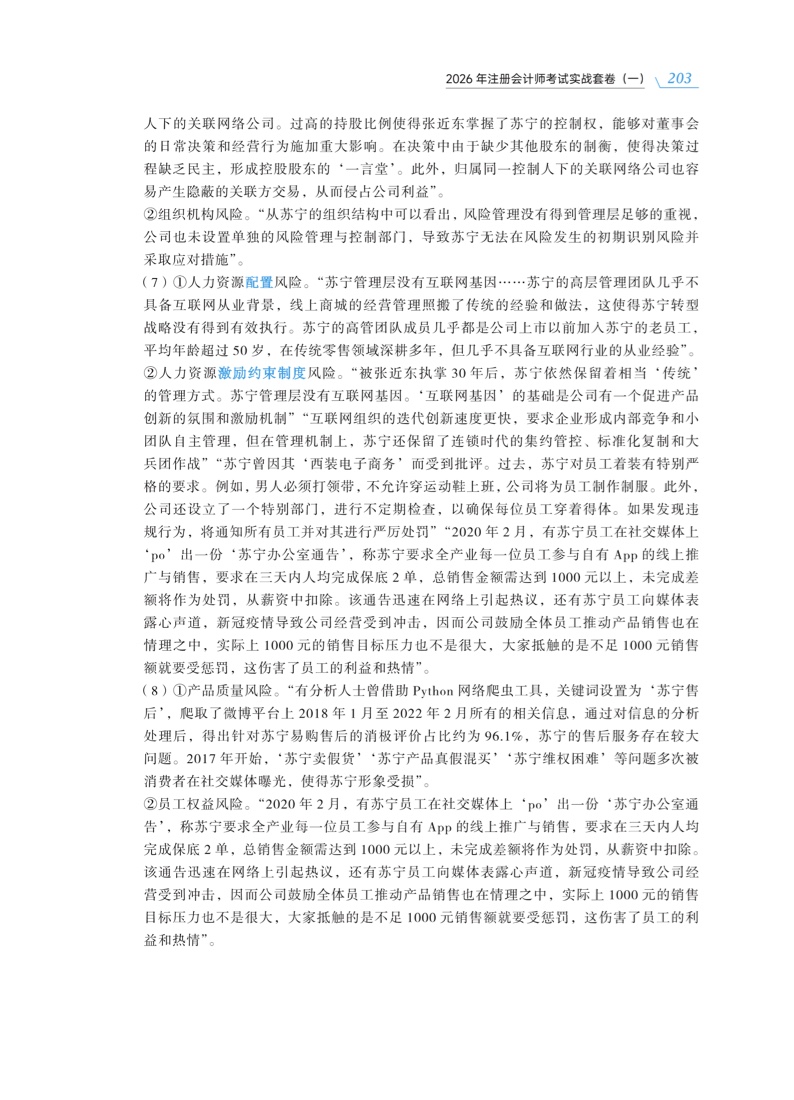 2026 年注册会计师考试实战套卷（一） 203
人下的关联网络公司。过高的持股比例使得张近东掌握了苏宁的控制权，能够对董事会
的日常决策和经营行为施加重大影响。在决策中由于缺少其他股东的制衡，使得决策过
程缺乏民主，形成控股股东的‘一言堂’。此外，归属同一控制人下的关联网络公司也容
易产生隐蔽的关联方交易，从而侵占公司利益”。
②组织机构风险。“从苏宁的组织结构中可以看出，风险管理没有得到管理层足够的重视，
公司也未设置单独的风险管理与控制部门，导致苏宁无法在风险发生的初期识别风险并
采取应对措施”。
（7）①人力资源配置风险。“苏宁管理层没有互联网基因……苏宁的高层管理团队几乎不
具备互联网从业背景，线上商城的经营管理照搬了传统的经验和做法，这使得苏宁转型
战略没有得到有效执行。苏宁的高管团队成员几乎都是公司上市以前加入苏宁的老员工，
平均年龄超过 50 岁，在传统零售领域深耕多年，但几乎不具备互联网行业的从业经验”。
②人力资源激励约束制度风险。“被张近东执掌 30 年后，苏宁依然保留着相当‘传统’
的管理方式。苏宁管理层没有互联网基因。‘互联网基因’的基础是公司有一个促进产品
创新的氛围和激励机制”“互联网组织的迭代创新速度更快，要求企业形成内部竞争和小
团队自主管理，但在管理机制上，苏宁还保留了连锁时代的集约管控、标准化复制和大
兵团作战”“苏宁曾因其‘西装电子商务’而受到批评。过去，苏宁对员工着装有特别严
格的要求。例如，男人必须打领带，不允许穿运动鞋上班，公司将为员工制作制服。此外，
公司还设立了一个特别部门，进行不定期检查，以确保每位员工穿着得体。如果发现违
规行为，将通知所有员工并对其进行严厉处罚”“2020 年 2 月，有苏宁员工在社交媒体上
‘po’出一份‘苏宁办公室通告’，称苏宁要求全产业每一位员工参与自有 App 的线上推
广与销售，要求在三天内人均完成保底 2 单，总销售金额需达到 1000 元以上，未完成差
额将作为处罚，从薪资中扣除。该通告迅速在网络上引起热议，还有苏宁员工向媒体表
露心声道，新冠疫情导致公司经营受到冲击，因而公司鼓励全体员工推动产品销售也在
情理之中，实际上 1000 元的销售目标压力也不是很大，大家抵触的是不足 1000 元销售
额就要受惩罚，这伤害了员工的利益和热情”。
（8）①产品质量风险。“有分析人士曾借助 Python 网络爬虫工具，关键词设置为‘苏宁售
后’，爬取了微博平台上 2018 年 1 月至 2022 年 2 月所有的相关信息，通过对信息的分析
处理后，得出针对苏宁易购售后的消极评价占比约为 96.1%，苏宁的售后服务存在较大
问题。2017 年开始，‘苏宁卖假货’‘苏宁产品真假混买’‘苏宁维权困难’等问题多次被
消费者在社交媒体曝光，使得苏宁形象受损”。
②员工权益风险。“2020 年 2 月，有苏宁员工在社交媒体上‘po’出一份‘苏宁办公室通
告’，称苏宁要求全产业每一位员工参与自有 App 的线上推广与销售，要求在三天内人均
完成保底 2 单，总销售金额需达到 1000 元以上，未完成差额将作为处罚，从薪资中扣除。
该通告迅速在网络上引起热议，还有苏宁员工向媒体表露心声道，新冠疫情导致公司经
营受到冲击，因而公司鼓励全体员工推动产品销售也在情理之中，实际上 1000 元的销售
目标压力也不是很大，大家抵触的是不足 1000 元销售额就要受惩罚，这伤害了员工的利
益和热情”。